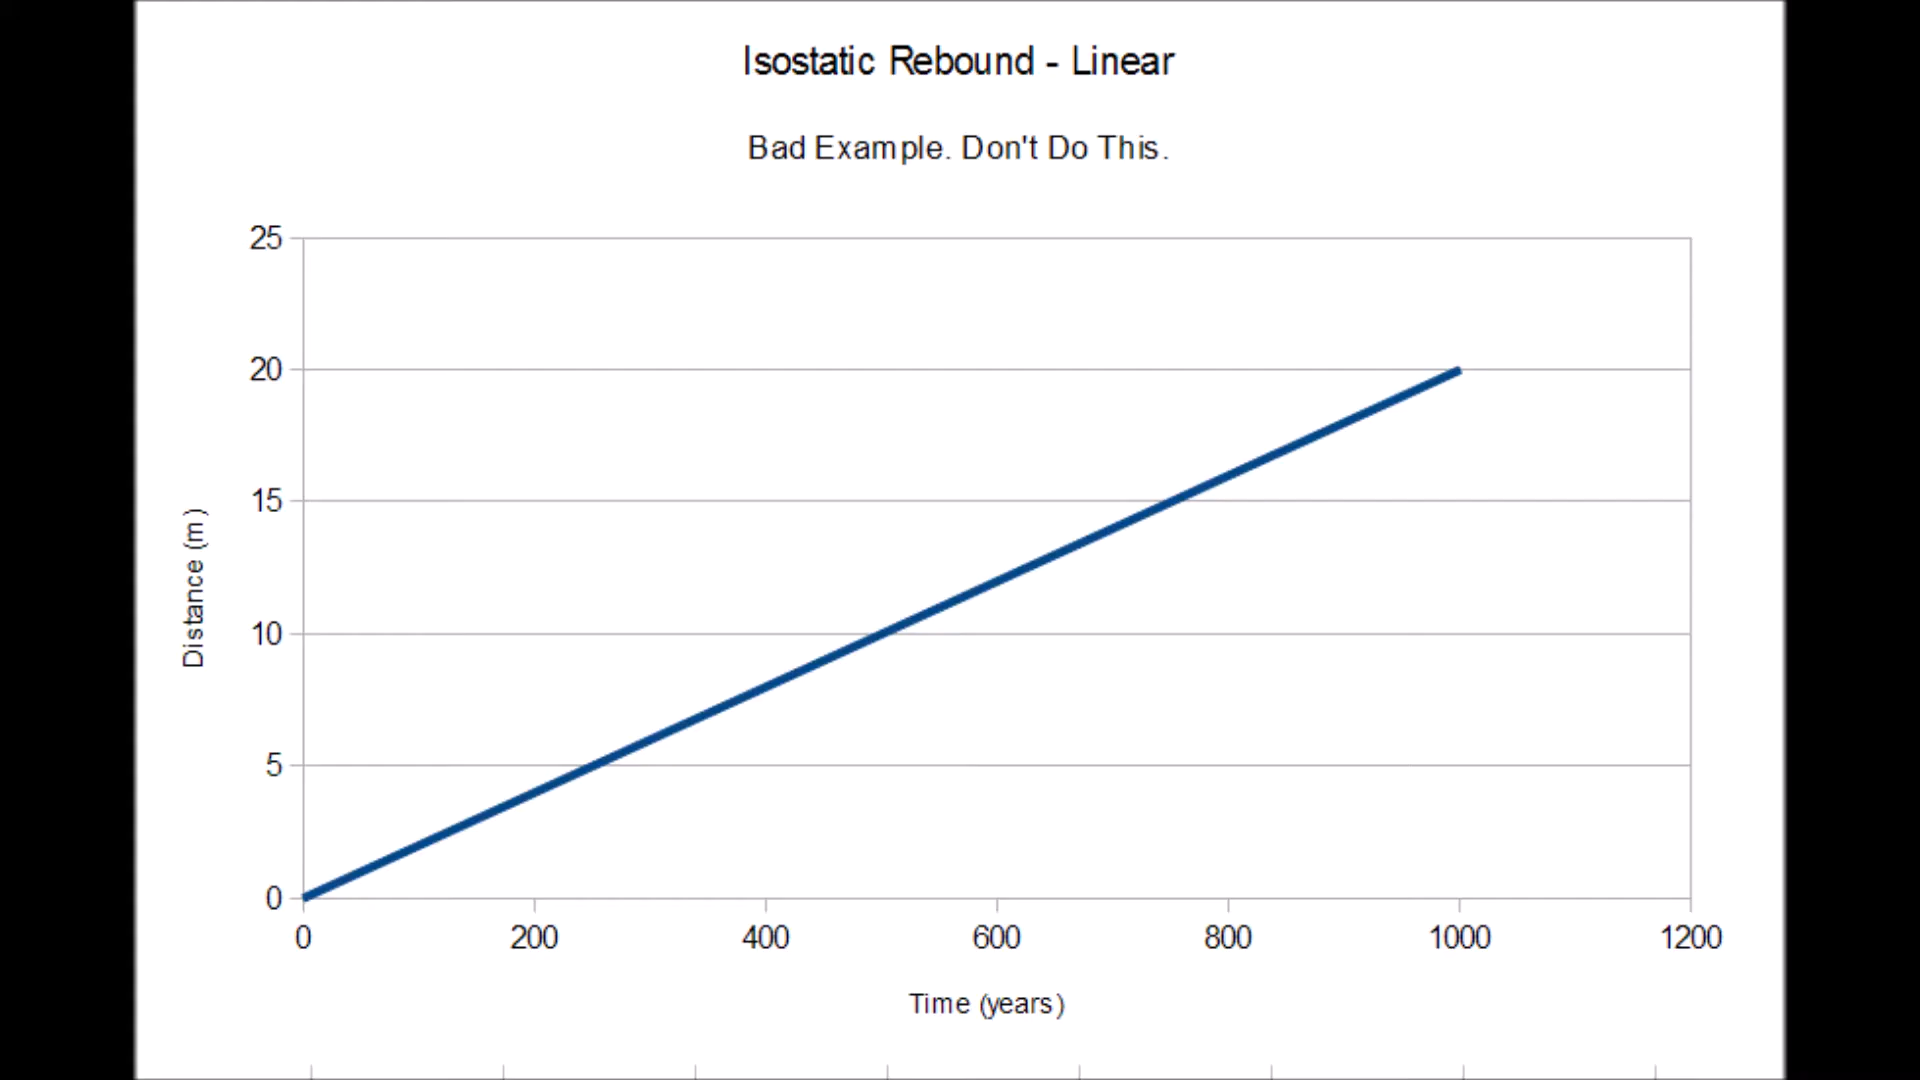 Isostatic Rebound - Linear
Bad Example. Don't Do This.
25
20
15
10
5
0
Distance (m)
0 200 400 600 800 1000 1200
Time (years)